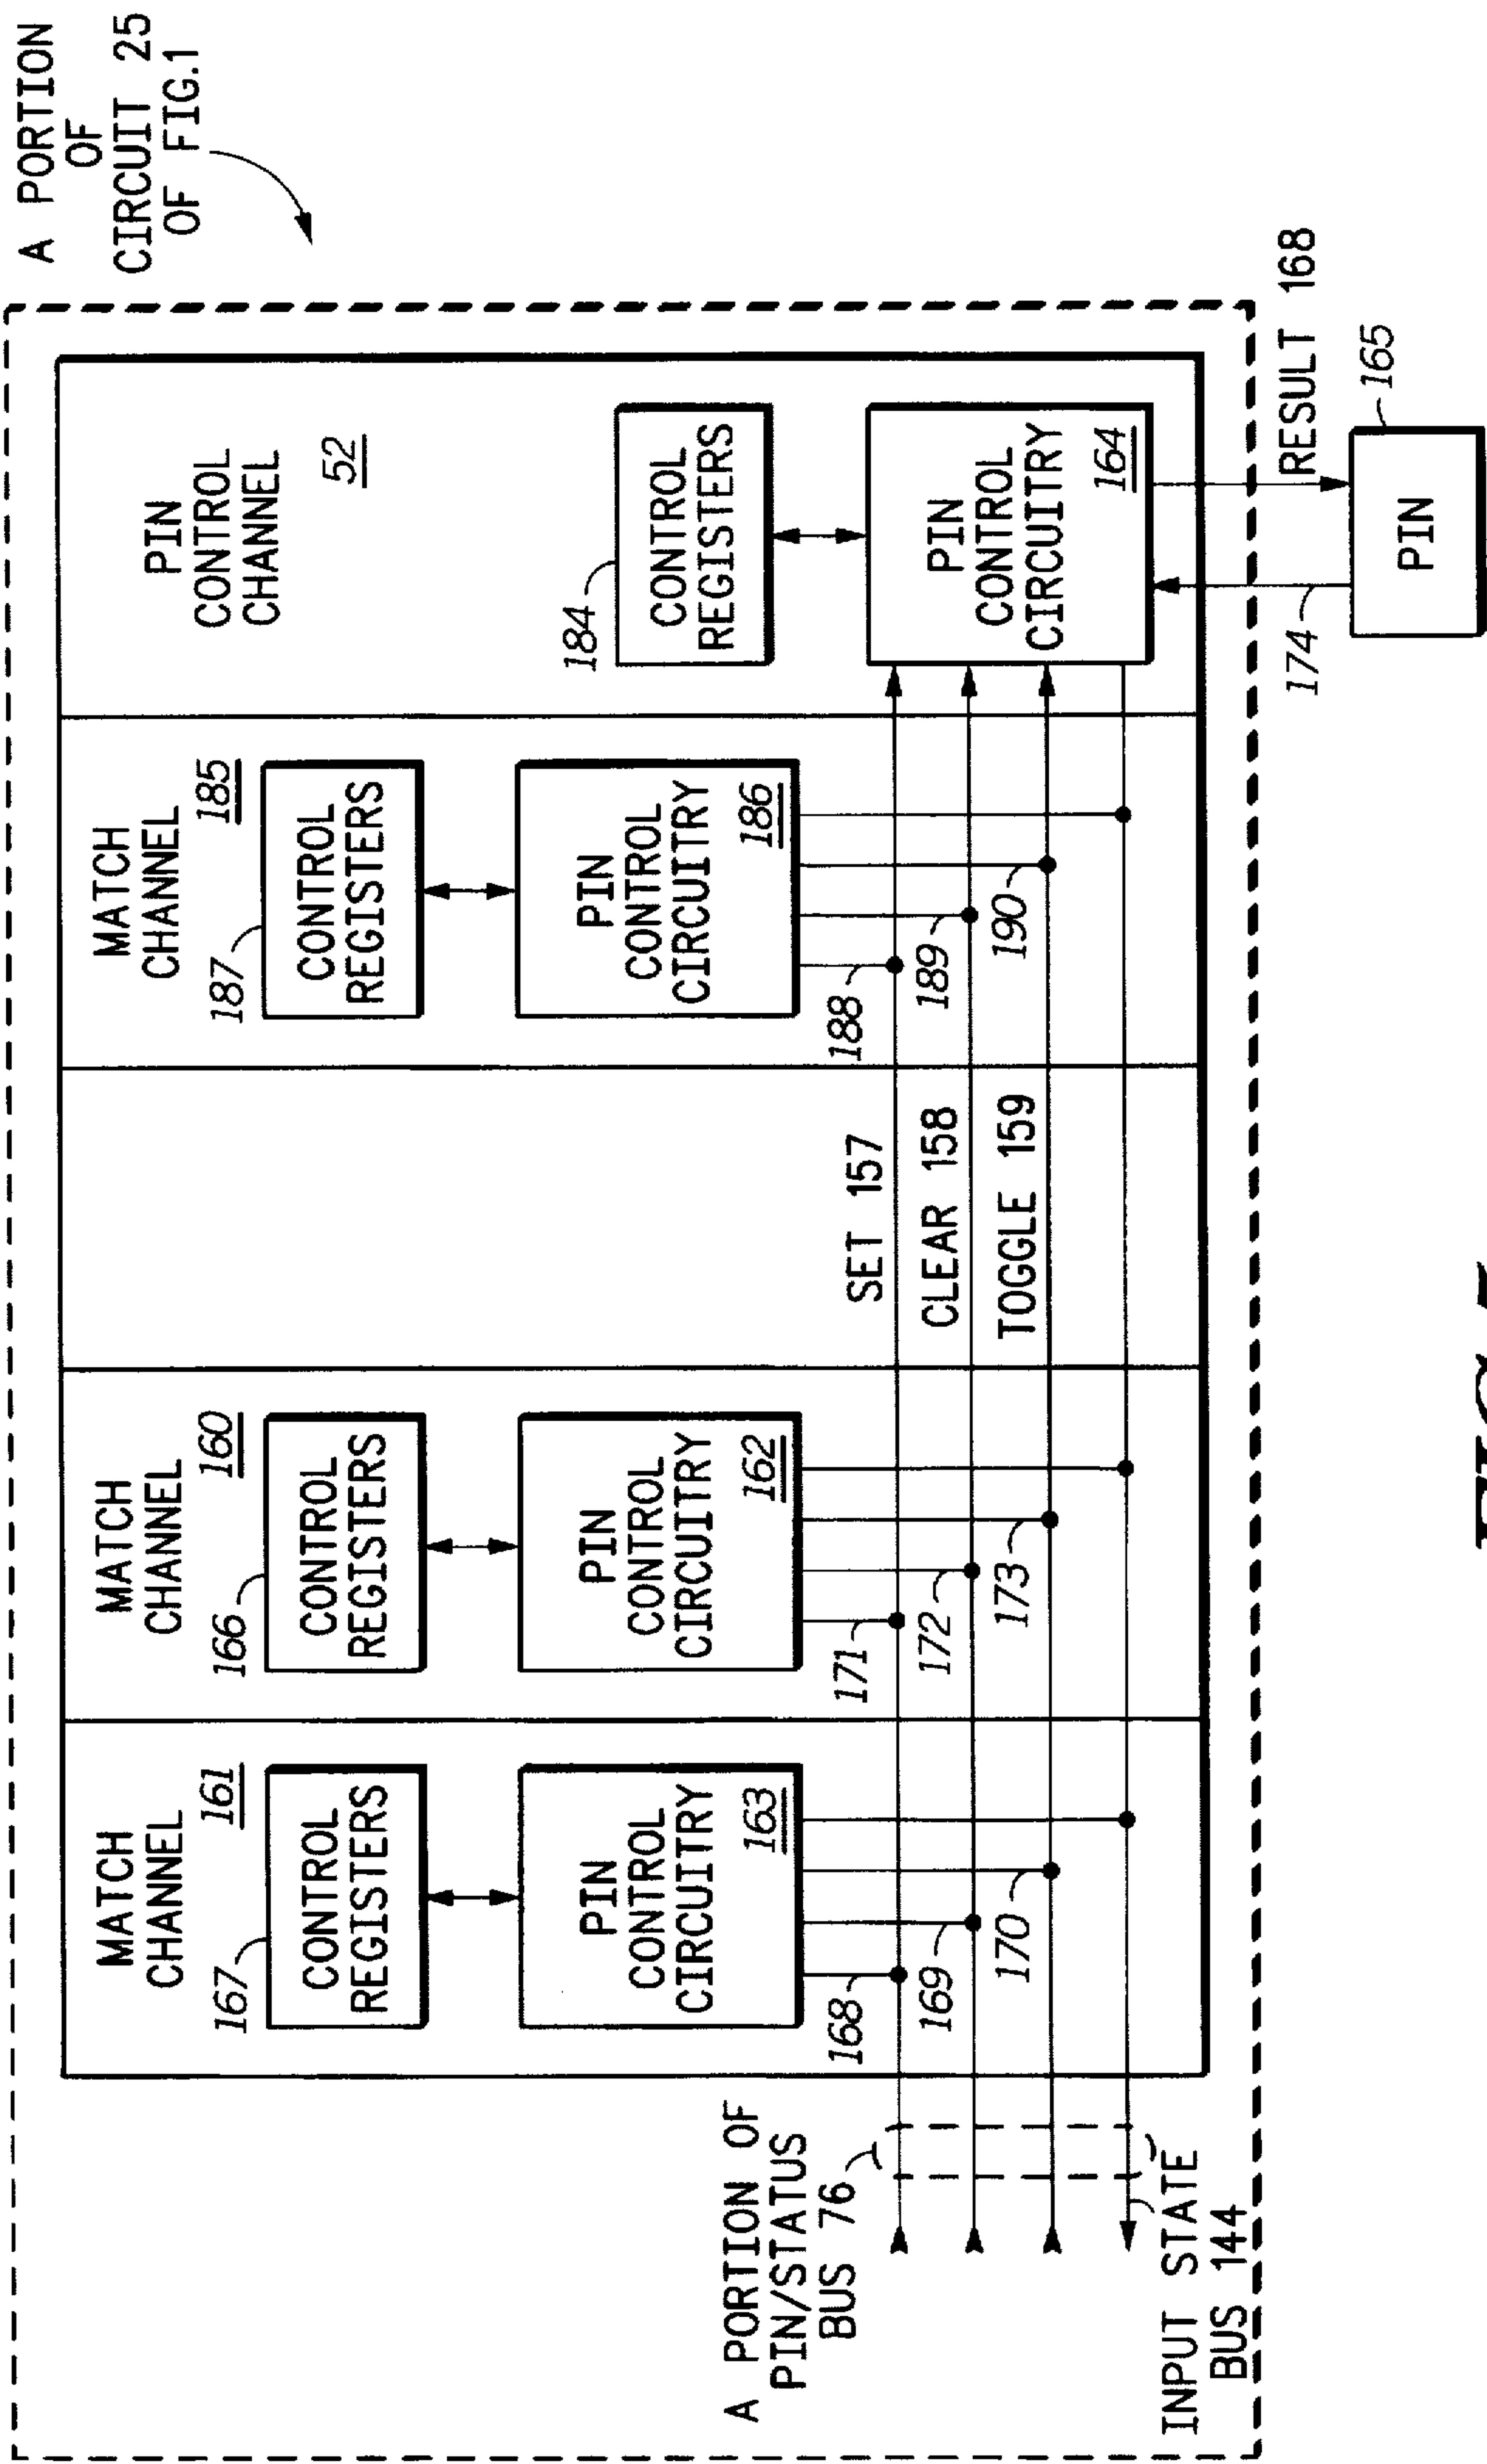 A PORTION
OF
CIRCUIT 25
OF FIG.1
MATCH
CHANNEL
161
167
CONTROL
REGISTERS
PIN
CONTROL
CIRCUITRY
163
168
169
170
MATCH
CHANNEL
160
166
CONTROL
REGISTERS
PIN
CONTROL
CIRCUITRY
162
171
172
173
SET 157
CLEAR 158
TOGGLE 159
MATCH
CHANNEL
185
187
CONTROL
REGISTERS
PIN
CONTROL
CIRCUITRY
186
188
189
190
PIN
CONTROL
CHANNEL
52
184
CONTROL
REGISTERS
PIN
CONTROL
CIRCUITRY
164
A PORTION OF
PIN/STATUS
BUS 76
INPUT STATE
BUS 144
174
RESULT 168
PIN
165